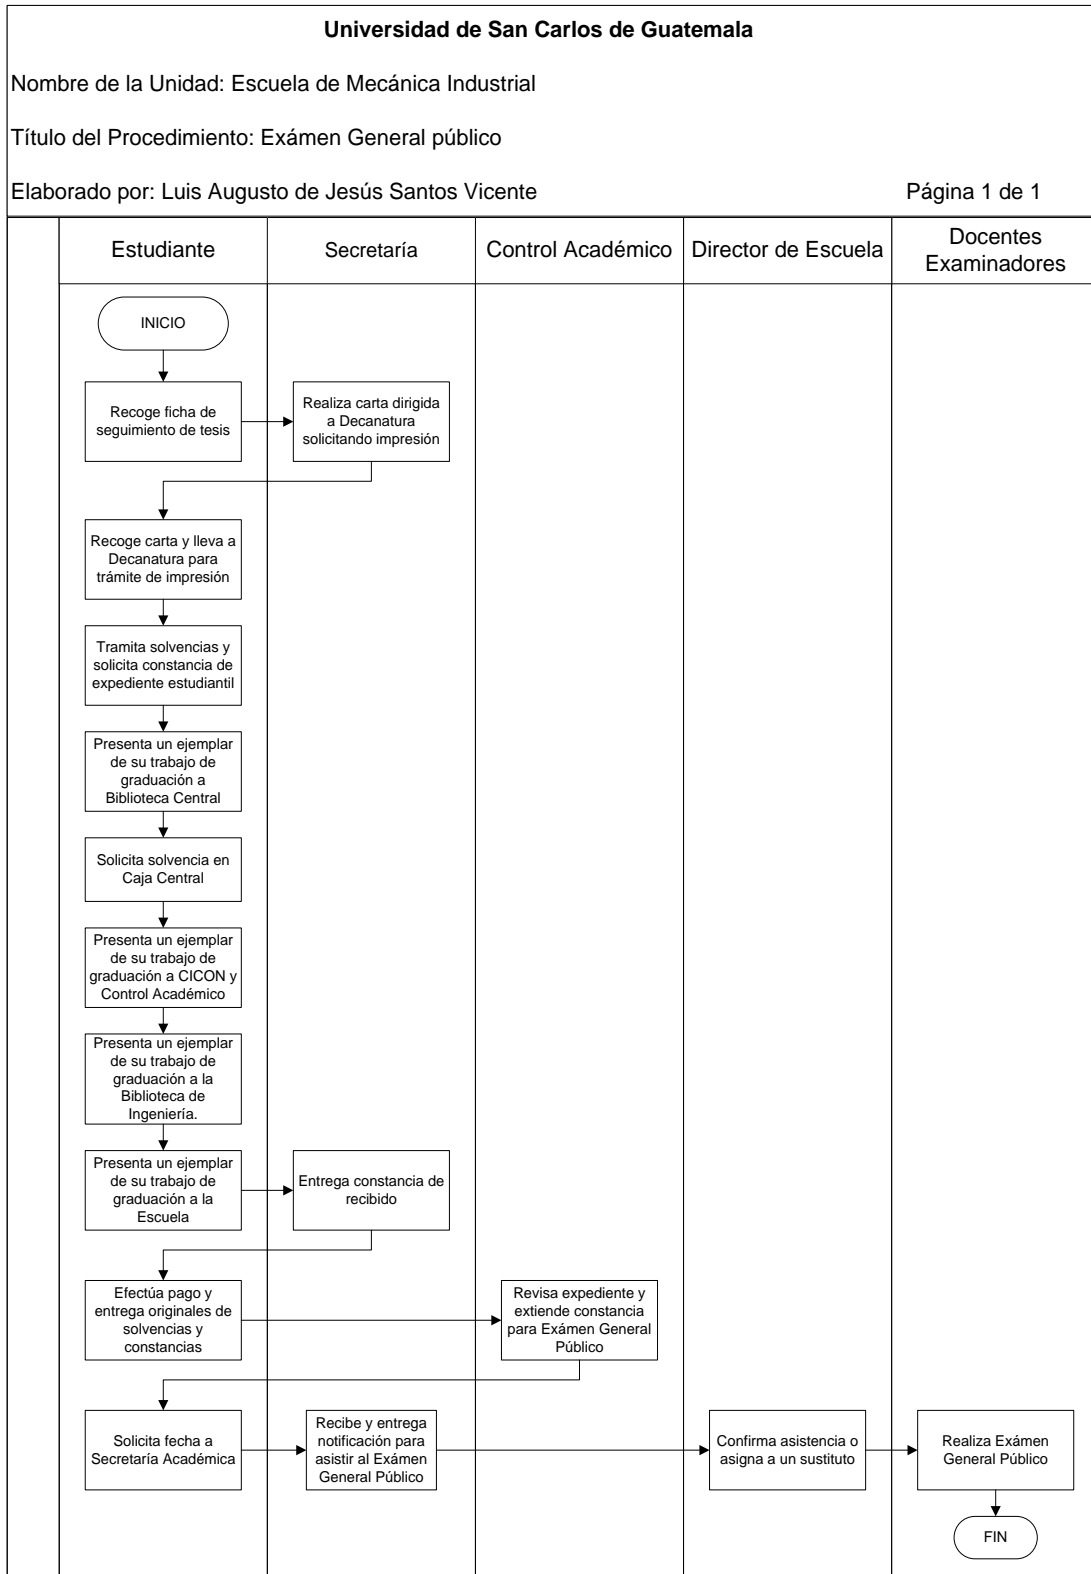 Universidad de San Carlos de Guatemala
Nombre de la Unidad: Escuela de Mecánica Industrial
Título del Procedimiento: Exámen General público
Elaborado por: Luis Augusto de Jesús Santos Vicente
Página 1 de 1
Estudiante
Secretaría
Control Académico
Director de Escuela
Docentes
Examinadores
INICIO
Recoge ficha de
seguimiento de tesis
Realiza carta dirigida
a Decanatura
solicitando impresión
Recoge carta y lleva a
Decanatura para
trámite de impresión
Tramita solvencias y
solicita constancia de
expediente estudiantil
Presenta un ejemplar
de su trabajo de
graduación a
Biblioteca Central
Solicita solvencia en
Caja Central
Presenta un ejemplar
de su trabajo de
graduación a CICON y
Control Académico
Presenta un ejemplar
de su trabajo de
graduación a la
Biblioteca de
Ingeniería.
Presenta un ejemplar
de su trabajo de
graduación a la
Escuela
Entrega constancia de
recibido
Efectúa pago y
entrega originales de
solvencias y
constancias
Revisa expediente y
extiende constancia
para Exámen General
Público
Solicita fecha a
Secretaría Académica
Recibe y entrega
notificación para
asistir al Exámen
General Público
Confirma asistencia o
asigna a un sustituto
Realiza Exámen
General Público
FIN